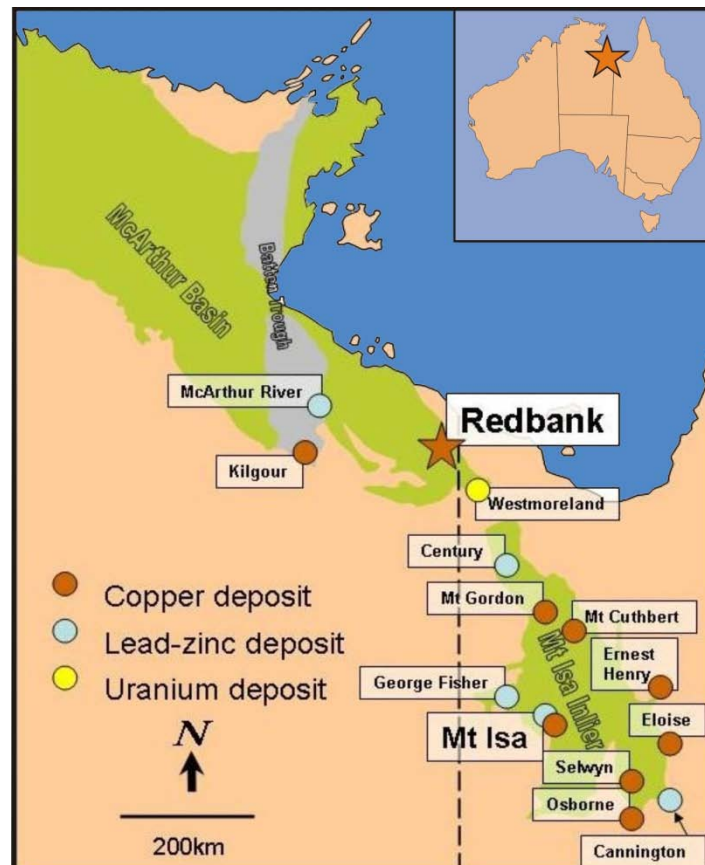 McArthur Basin
Batten Trough
McArthur River
Kilgour
Redbank
Westmoreland
Century
Mt Gordon
Mt Cuthbert
Ernest
Henry
George Fisher
Mt Isa Inlier
Mt Isa
Eloise
Selwyn
Osborne
Cannington
Copper deposit
Lead-zinc deposit
Uranium deposit
N
200km